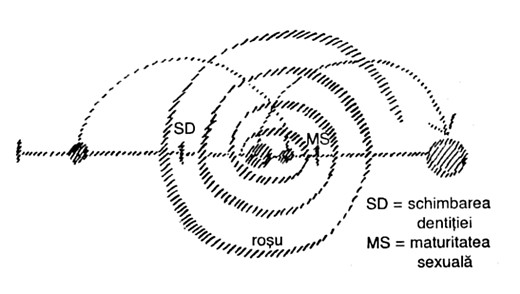 SD
MS
roșu
SD = schimbarea
dentiției
MS = maturitatea
sexuală